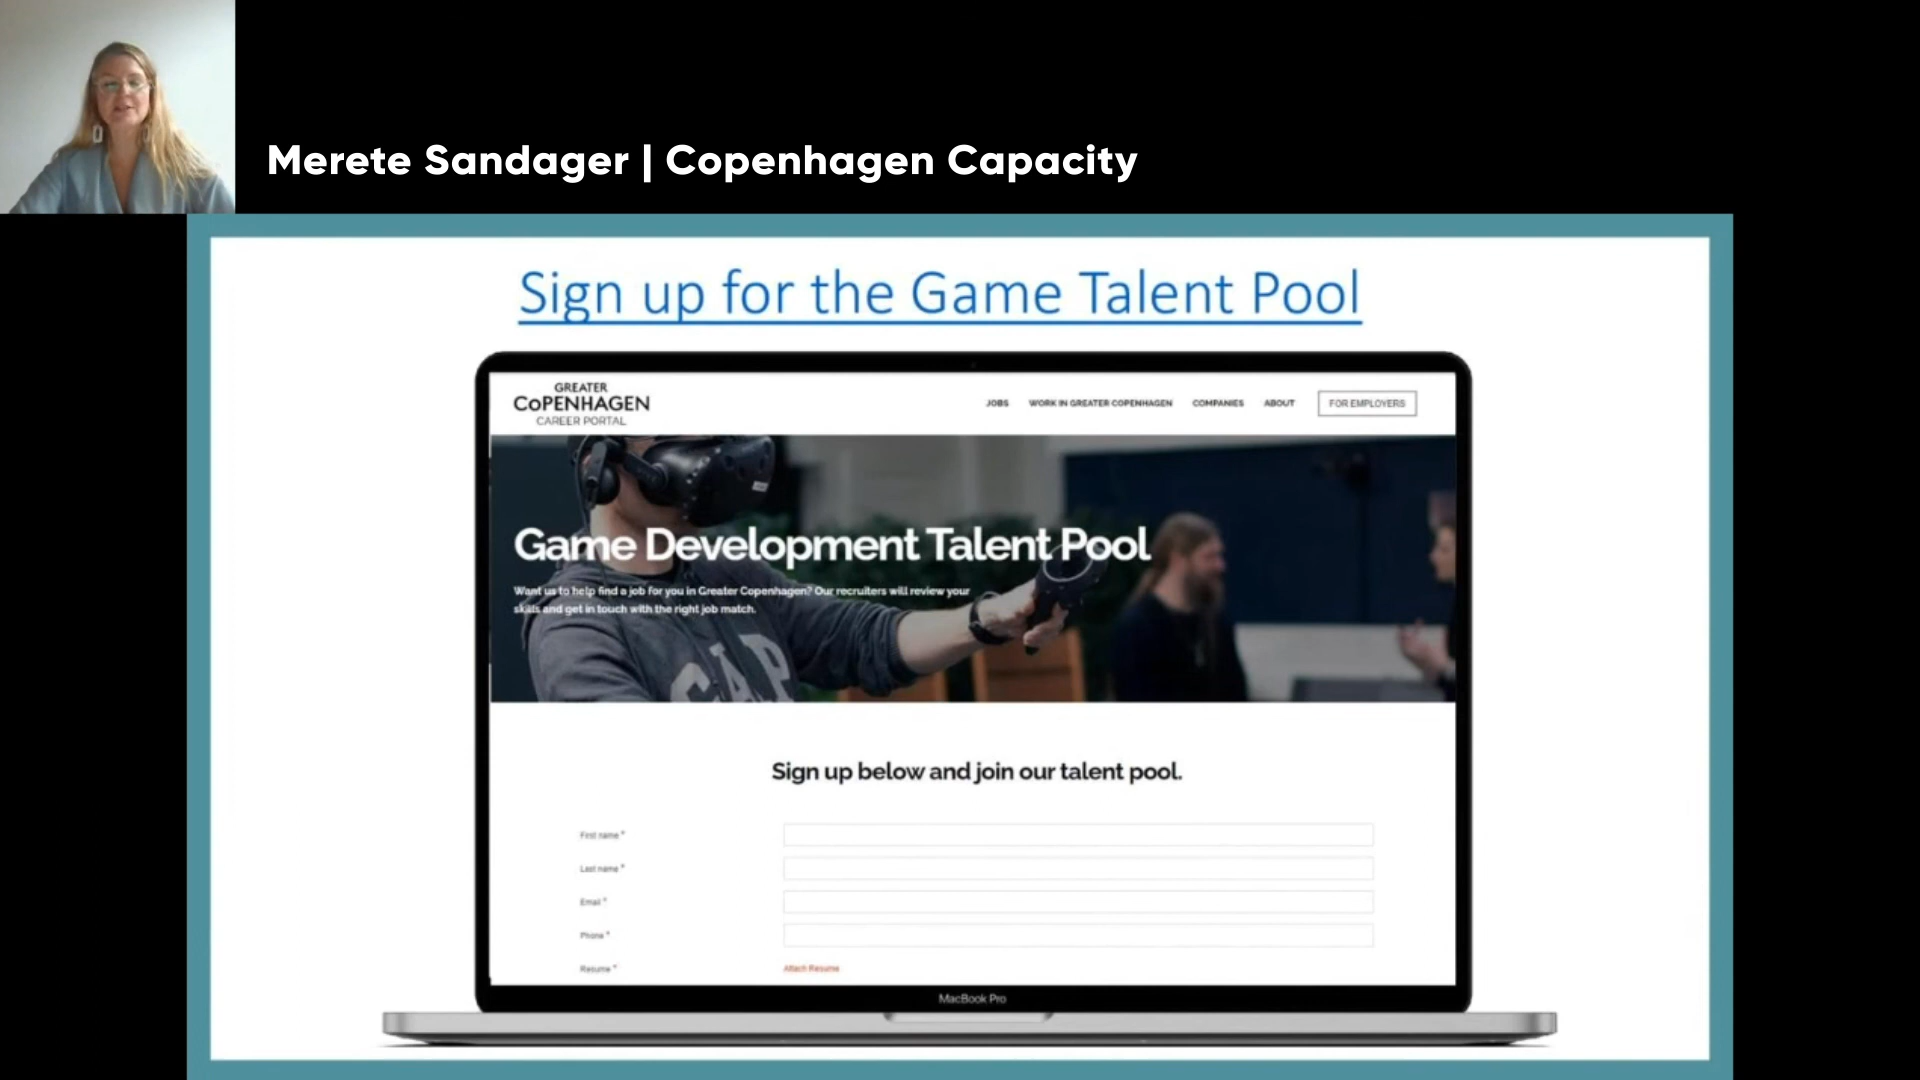 Merete Sandager | Copenhagen Capacity
Sign up for the Game Talent Pool
GREATER
COPENHAGEN
CAREER PORTAL
JOBS
WORK IN GREATER COPENHAGEN
COMPANIES
ABOUT
FOR EMPLOYERS
Game Development Talent Pool
Want us to help find a job for you in Greater Copenhagen? Our recruiters will review your
skills and get in touch with the right job match.
GAP
Sign up below and join our talent pool.
First name *
Last name *
Email *
Phone *
Resume *
Attach Resume
MacBook Pro